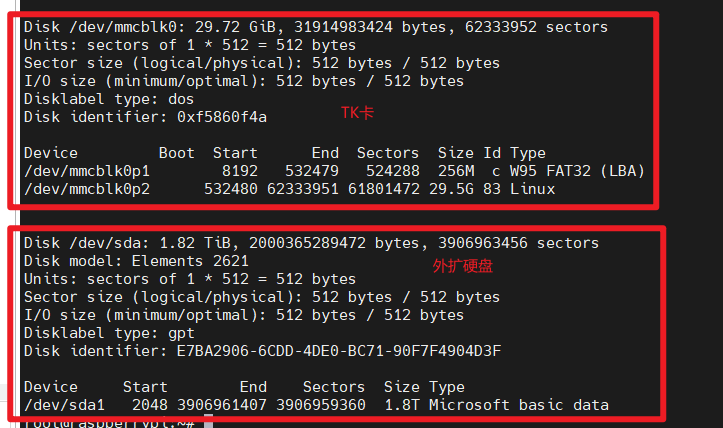 Disk /dev/mmcblk0: 29.72 GiB, 31914983424 bytes, 62333952 sectors
Units: sectors of 1 * 512 = 512 bytes
Sector size (logical/physical): 512 bytes / 512 bytes
I/O size (minimum/optimal): 512 bytes / 512 bytes
Disklabel type: dos
Disk identifier: 0xf5860f4a
TK卡
Device         Boot  Start      End  Sectors  Size Id Type
/dev/mmcblk0p1        8192   532479   524288  256M  c W95 FAT32 (LBA)
/dev/mmcblk0p2      532480 62333951 61801472 29.5G 83 Linux
Disk /dev/sda: 1.82 TiB, 2000365289472 bytes, 3906963456 sectors
Disk model: Elements 2621
外扩硬盘
Units: sectors of 1 * 512 = 512 bytes
Sector size (logical/physical): 512 bytes / 512 bytes
I/O size (minimum/optimal): 512 bytes / 512 bytes
Disklabel type: gpt
Disk identifier: E7BA2906-6CDD-4DE0-BC71-90F7F4904D3F
Device     Start        End    Sectors  Size Type
/dev/sda1   2048 3906961407 3906959360  1.8T Microsoft basic data
root@raspberrypi:~#